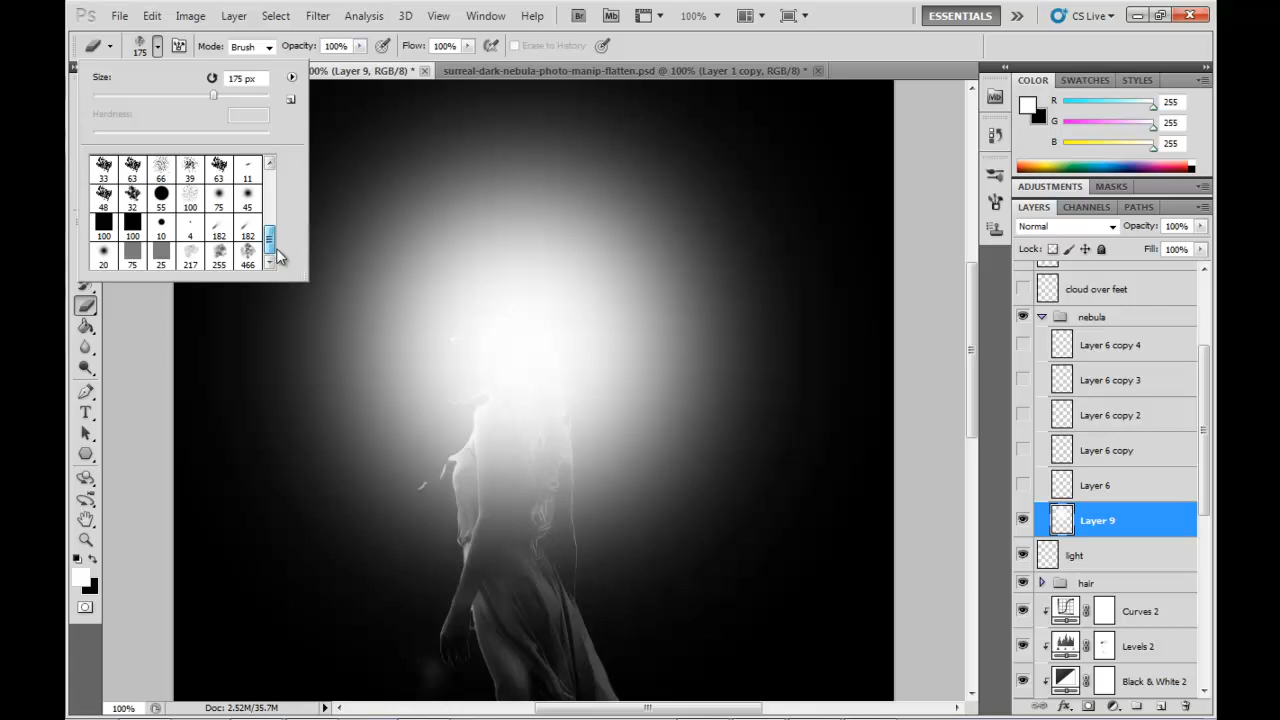 Ps File Edit Image Layer Select Filter Analysis 3D View Window Help Br Mb 100% ESSENTIALS CS Live
175 Mode: Brush Opacity: 100% Flow: 100% Erase to History
00% (Layer 9, RGB/8) * surreal-dark-nebula-photo-manip-flatten.psd @ 100% (Layer 1 copy, RGB/8) *
Size: 175 px
Hardness:
33 63 66 39 63 11
48 32 55 100 75 45
100 100 10 4 182 182
20 75 25 217 255 466
COLOR SWATCHES STYLES
R 255
G 255
B 255
ADJUSTMENTS MASKS
LAYERS CHANNELS PATHS
Normal Opacity: 100%
Lock: Fill: 100%
cloud over feet
nebula
Layer 6 copy 4
Layer 6 copy 3
Layer 6 copy 2
Layer 6 copy
Layer 6
Layer 9
light
hair
Curves 2
Levels 2
Black & White 2
100% Doc: 2.52M/35.7M